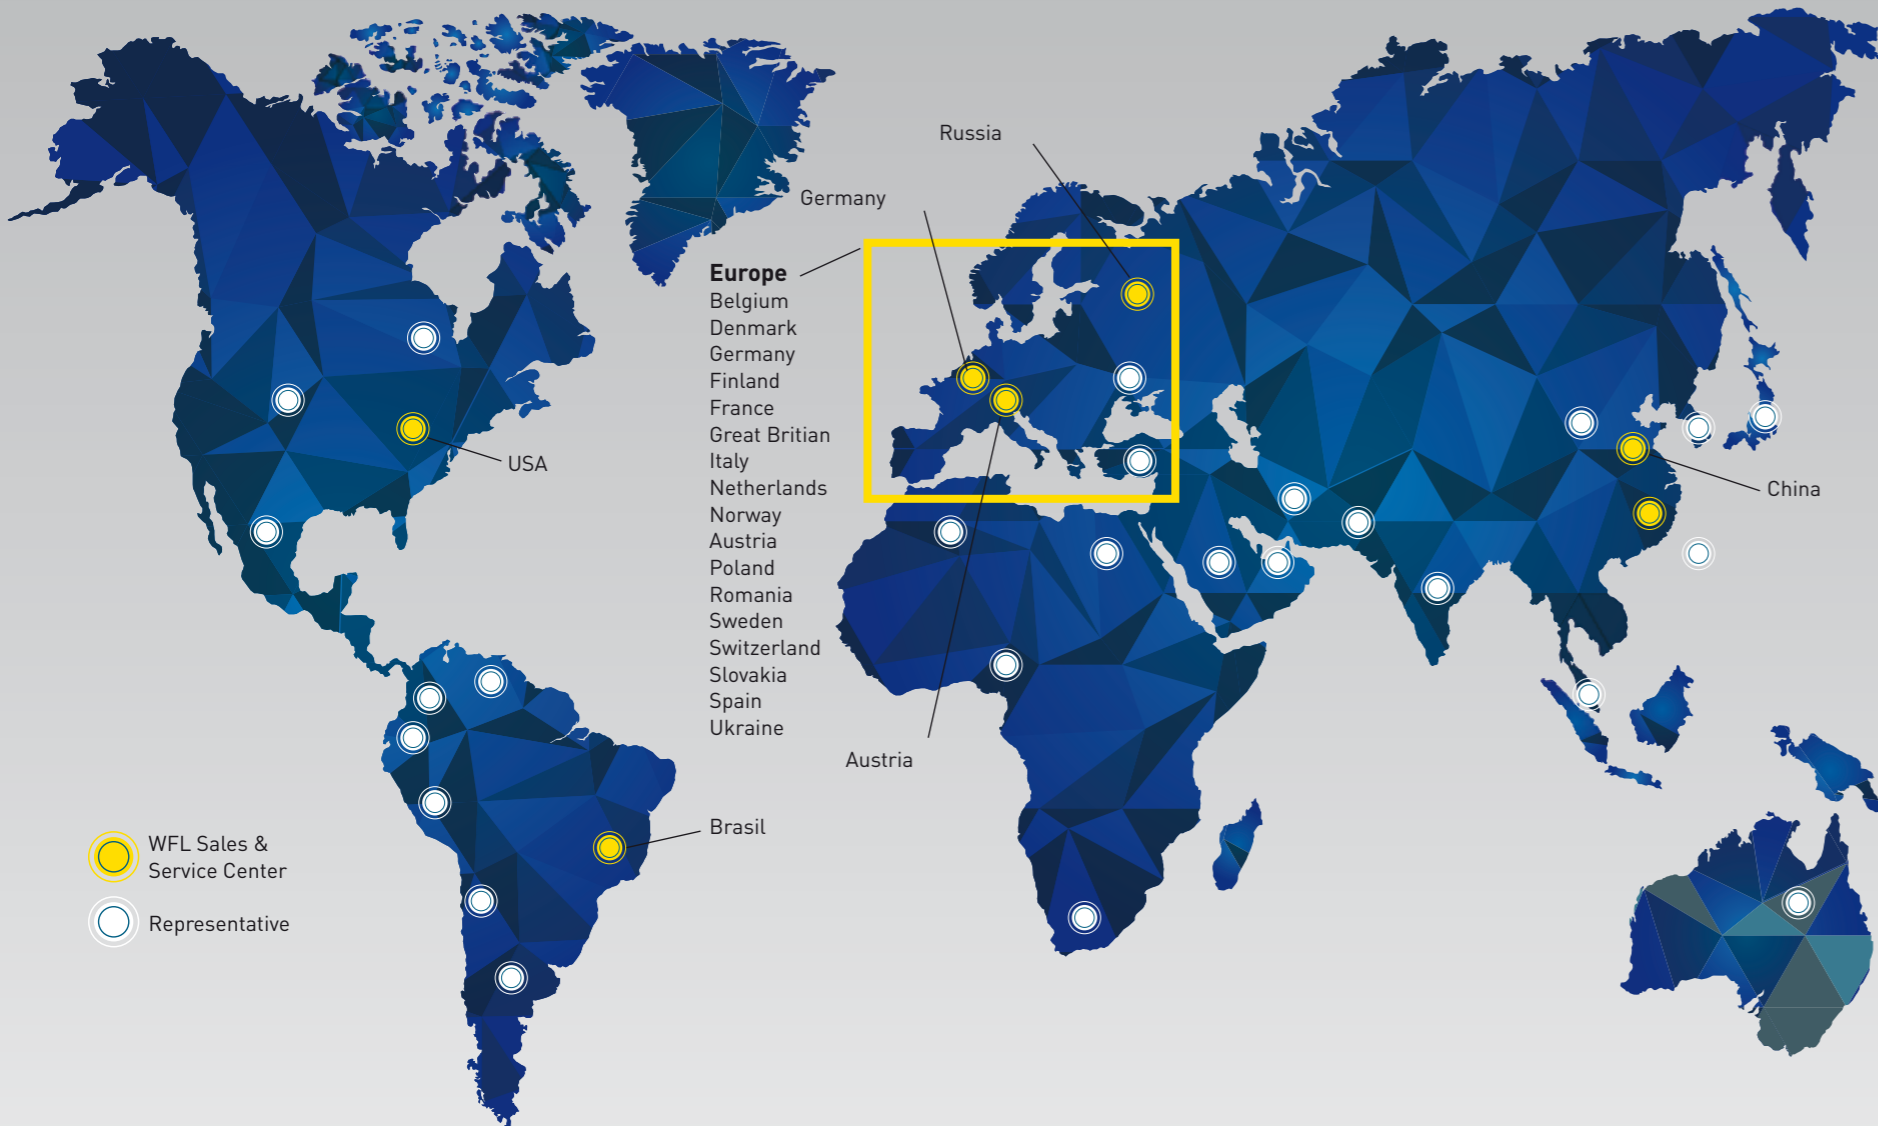 Russia
Germany
Europe
Belgium
Denmark
Germany
Finland
France
Great Britian
Italy
Netherlands
Norway
Austria
Poland
Romania
Sweden
Switzerland
Slovakia
Spain
Ukraine
USA
China
Austria
Brasil
WFL Sales &
Service Center
Representative